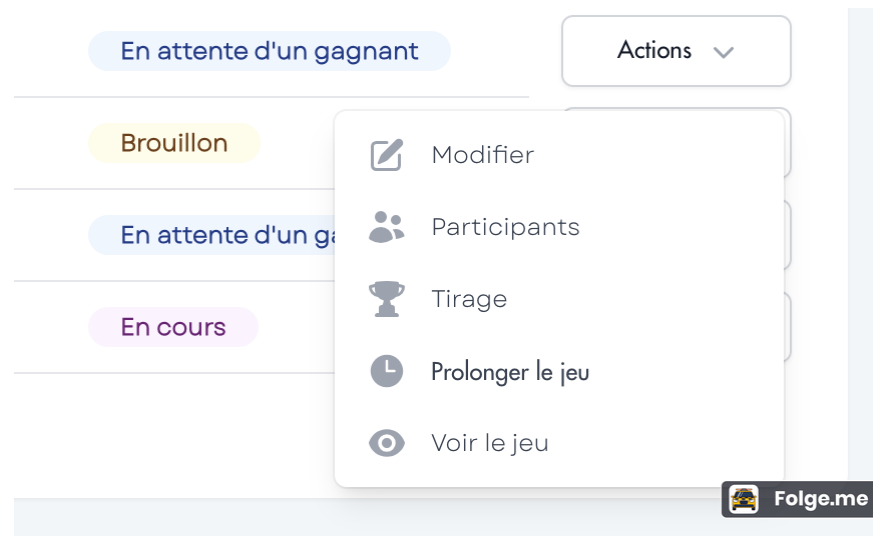 En attente d'un gagnant
Actions
Brouillon
Modifier
Participants
En attente d'un
Tirage
En cours
Prolonger le jeu
Voir le jeu
Folge.me